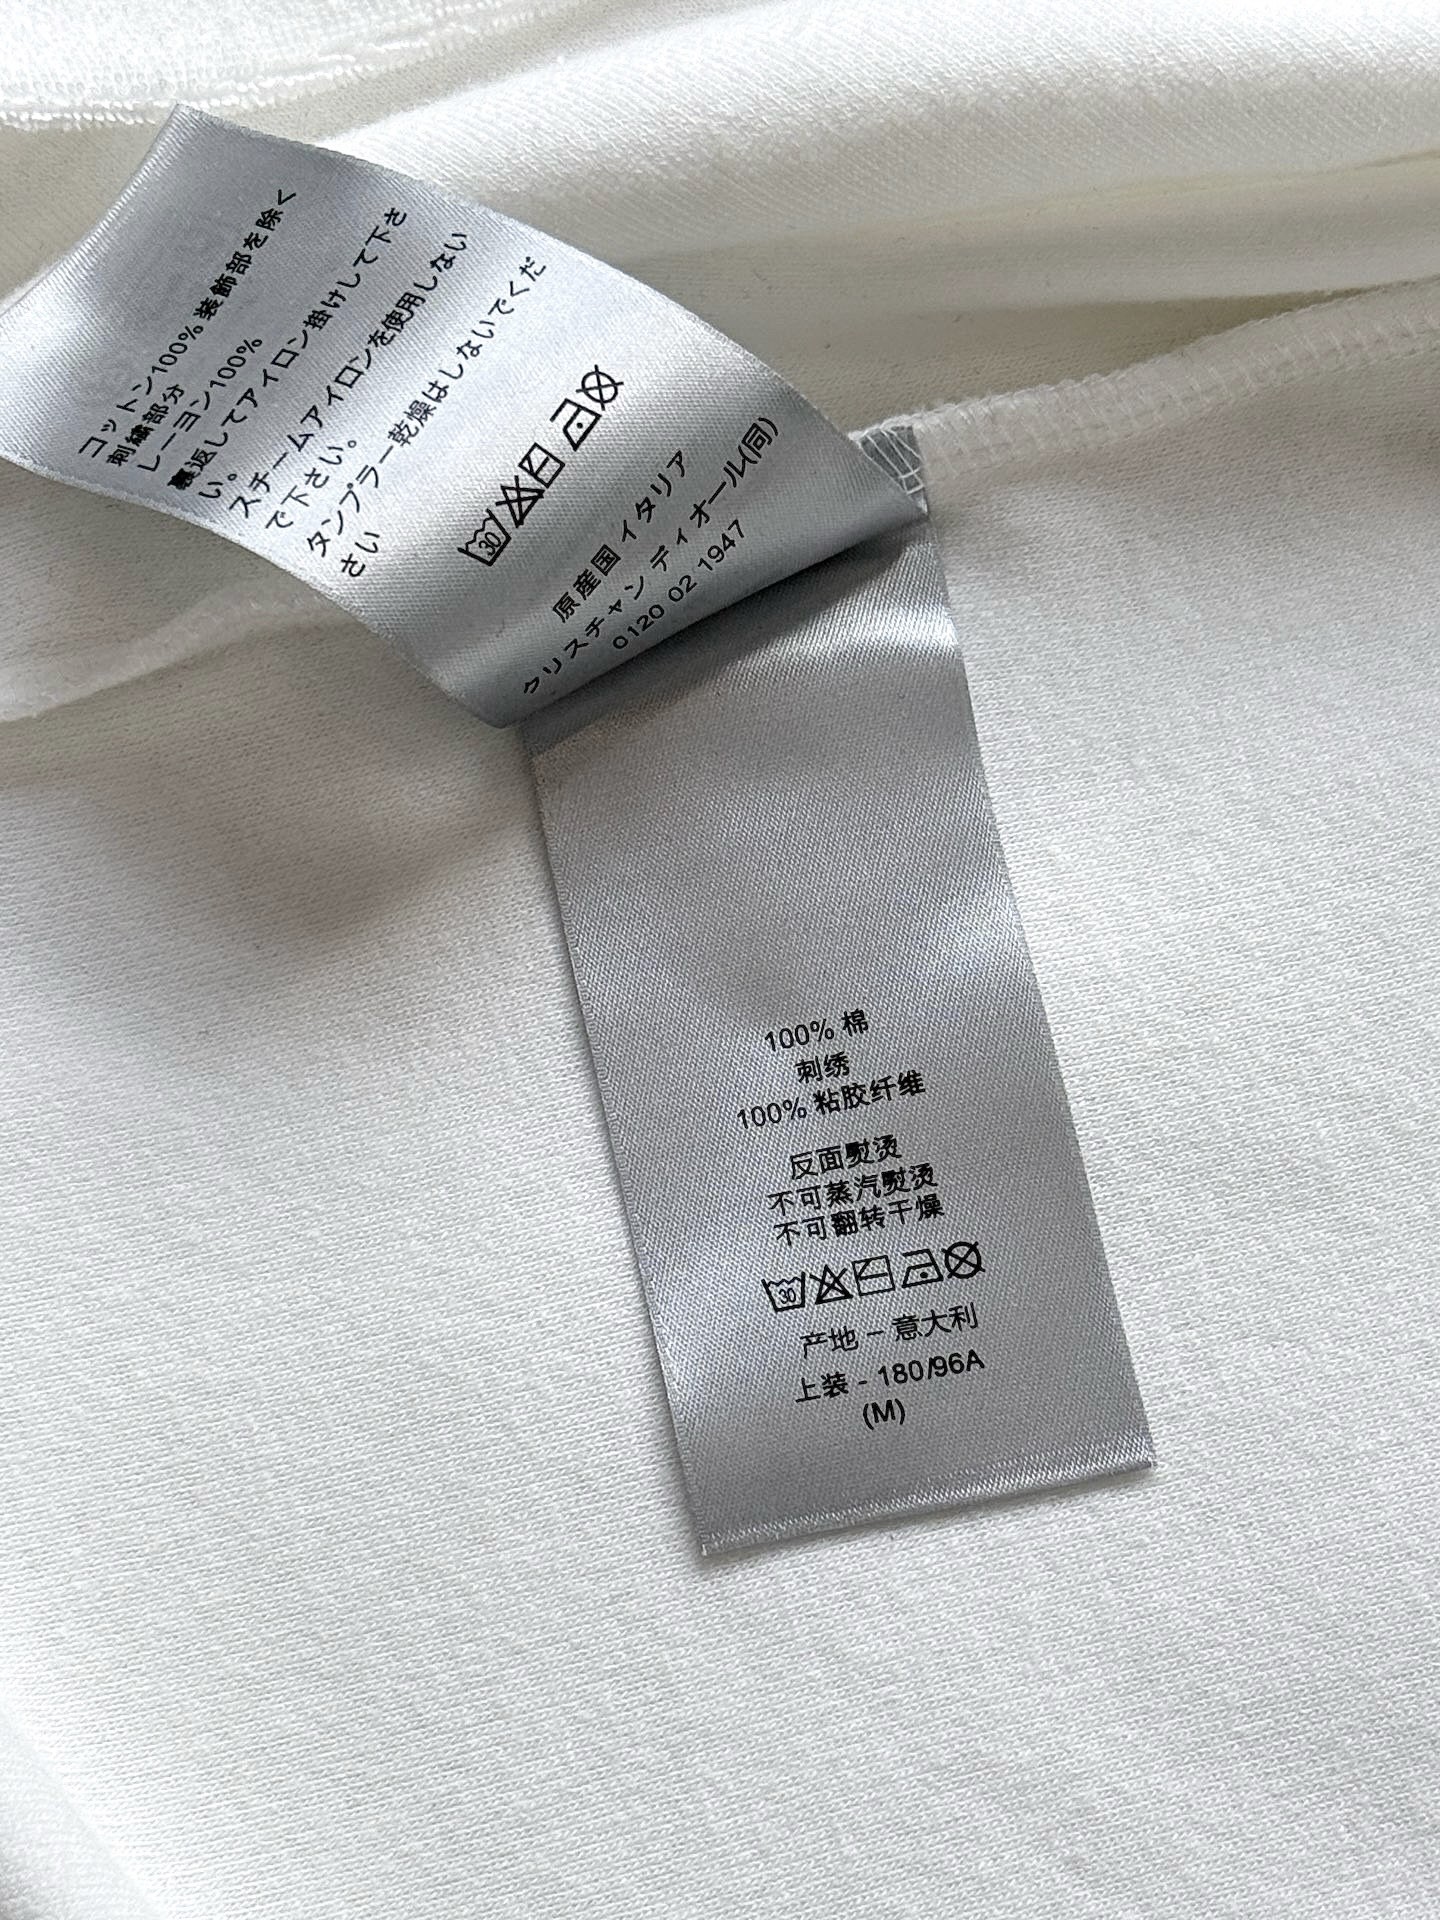 コットン100% 装飾部を除く
刺繍部分
レーヨン100%
裏返してアイロン掛けして下さ
い。
スチームアイロンを使用しない
で下さい。
タンブラー乾燥はしないでくだ
さい
30
原産国 イタリア
クリスチャン ディオール(同)
0120 02 1947
100% 棉
刺绣
100% 粘胶纤维
反面熨烫
不可蒸汽熨烫
不可翻转干燥
30
产地 – 意大利
上装 - 180/96A
(M)